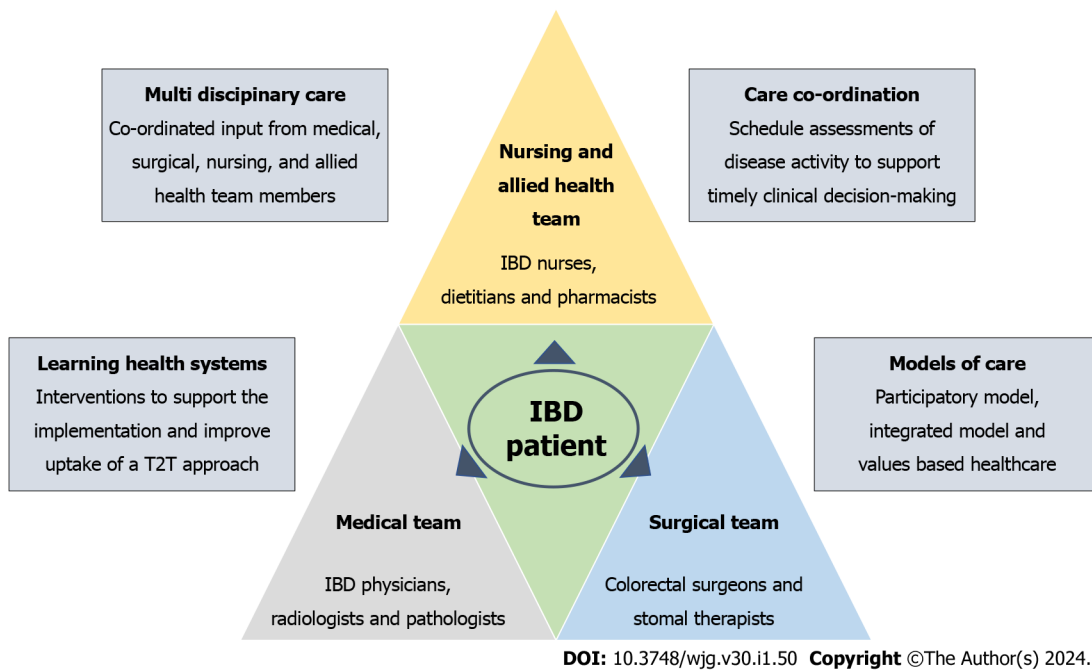 Multi discipinary care
Co-ordinated input from medical,
surgical, nursing, and allied
health team members
Care co-ordination
Schedule assessments of
disease activity to support
timely clinical decision-making
Nursing and
allied health
team
IBD nurses,
dietitians and pharmacists
Learning health systems
Interventions to support the
implementation and improve
uptake of a T2T approach
IBD
patient
Models of care
Participatory model,
integrated model and
values based healthcare
Medical team
IBD physicians,
radiologists and pathologists
Surgical team
Colorectal surgeons and
stomal therapists
DOI: 10.3748/wjg.v30.i1.50 Copyright ©The Author(s) 2024.